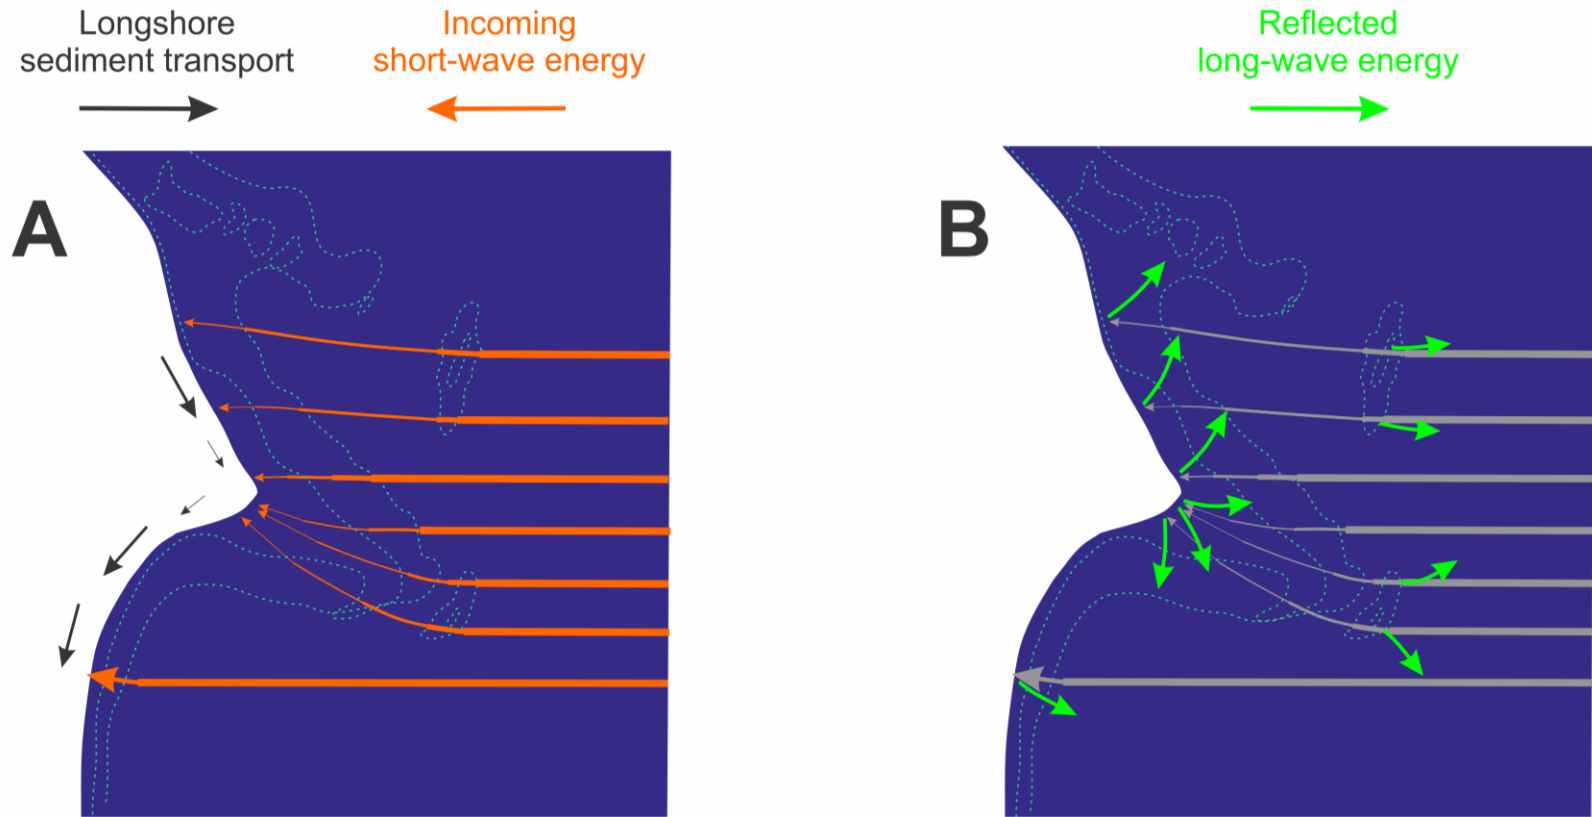 Longshore
sediment transport
Incoming
short-wave energy
Reflected
long-wave energy
A
B